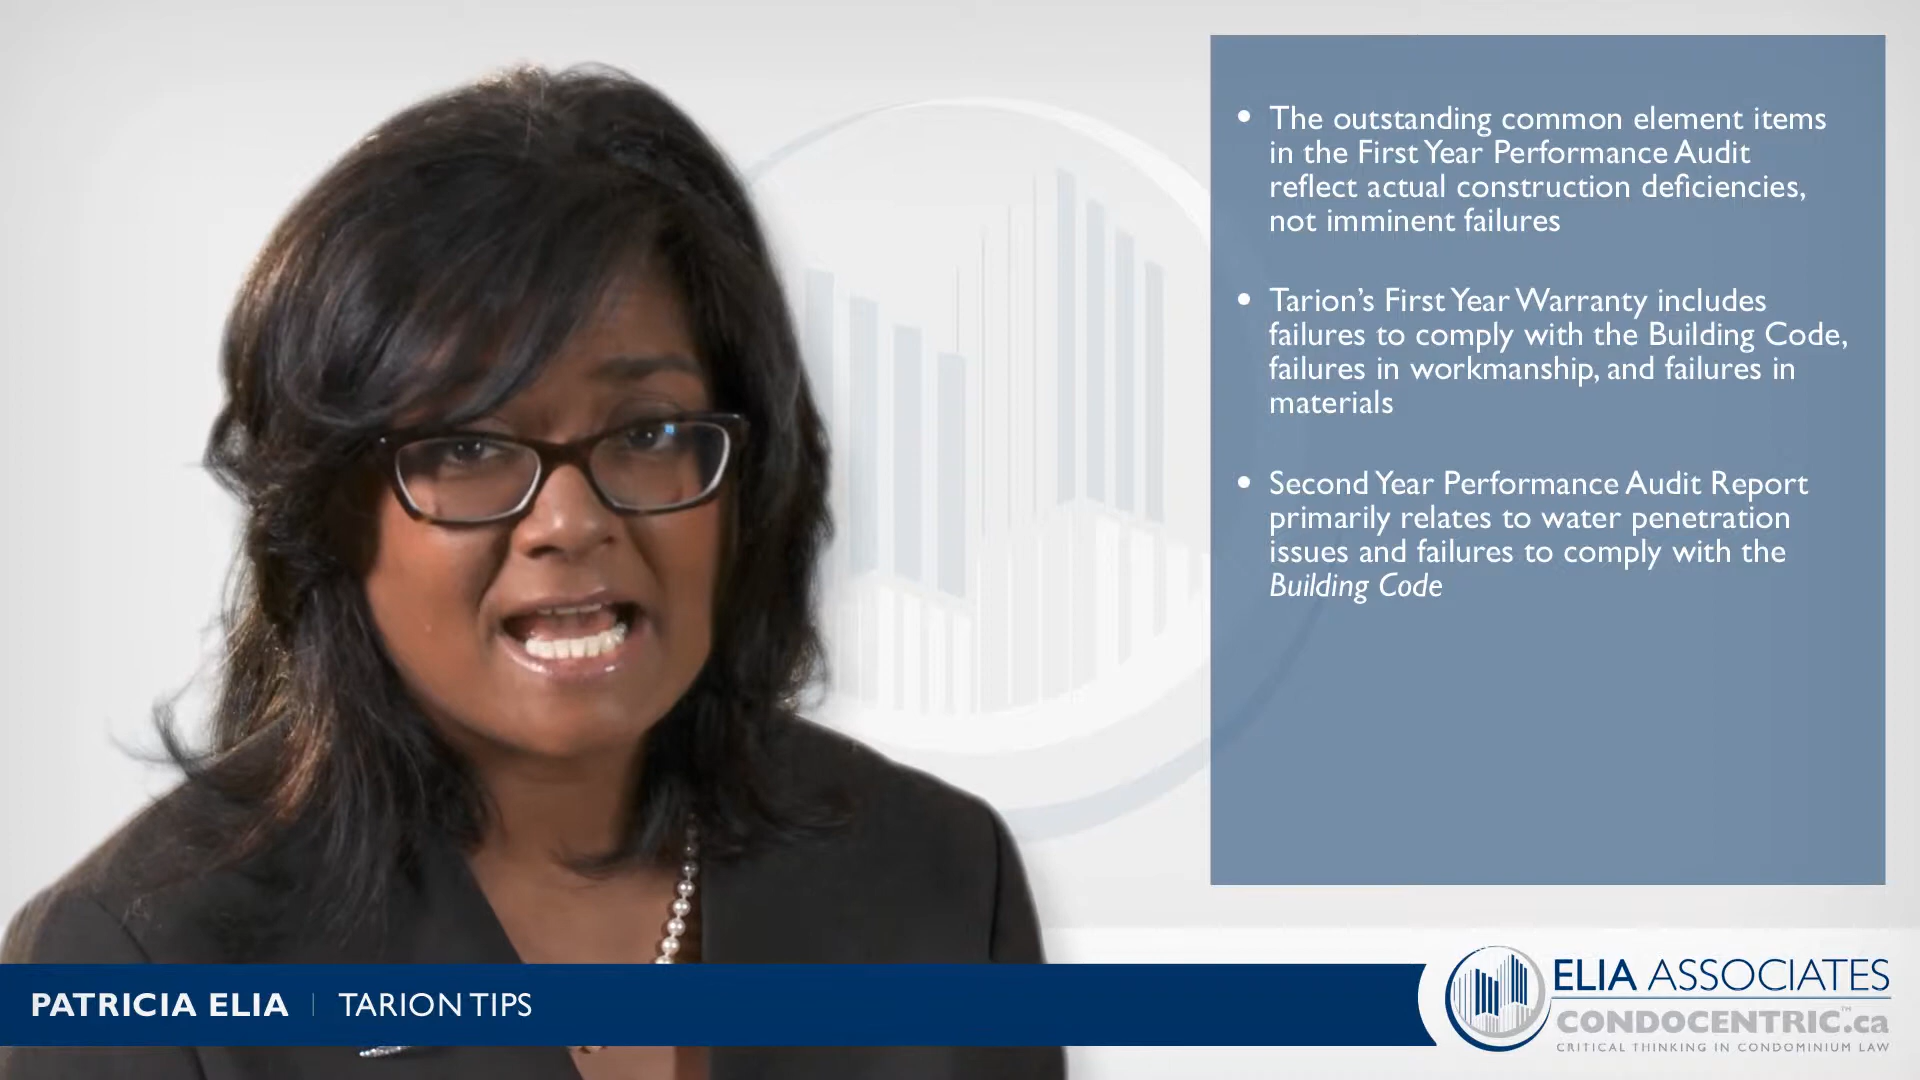 • The outstanding common element items
in the First Year Performance Audit
reflect actual construction deficiencies,
not imminent failures
• Tarion's First Year Warranty includes
failures to comply with the Building Code,
failures in workmanship, and failures in
materials
• Second Year Performance Audit Report
primarily relates to water penetration
issues and failures to comply with the
Building Code
PATRICIA ELIA | TARION TIPS
ELIA ASSOCIATES
CONDOCENTRIC™.ca
CRITICAL THINKING IN CONDOMINIUM LAW